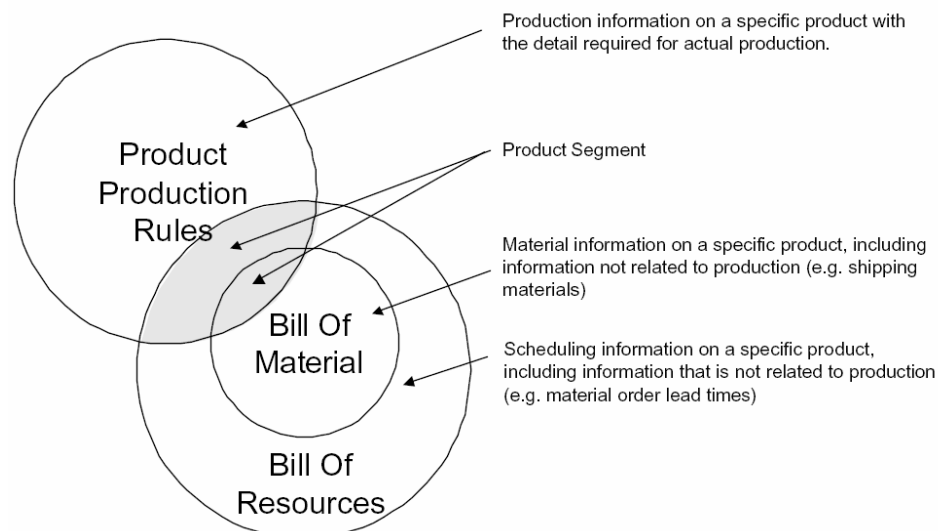 Production information on a specific product with
the detail required for actual production.
Product
Production
Rules
Product Segment
Material information on a specific product, including
information not related to production (e.g. shipping
materials)
Bill Of
Material
Scheduling information on a specific product,
including information that is not related to production
(e.g. material order lead times)
Bill Of
Resources